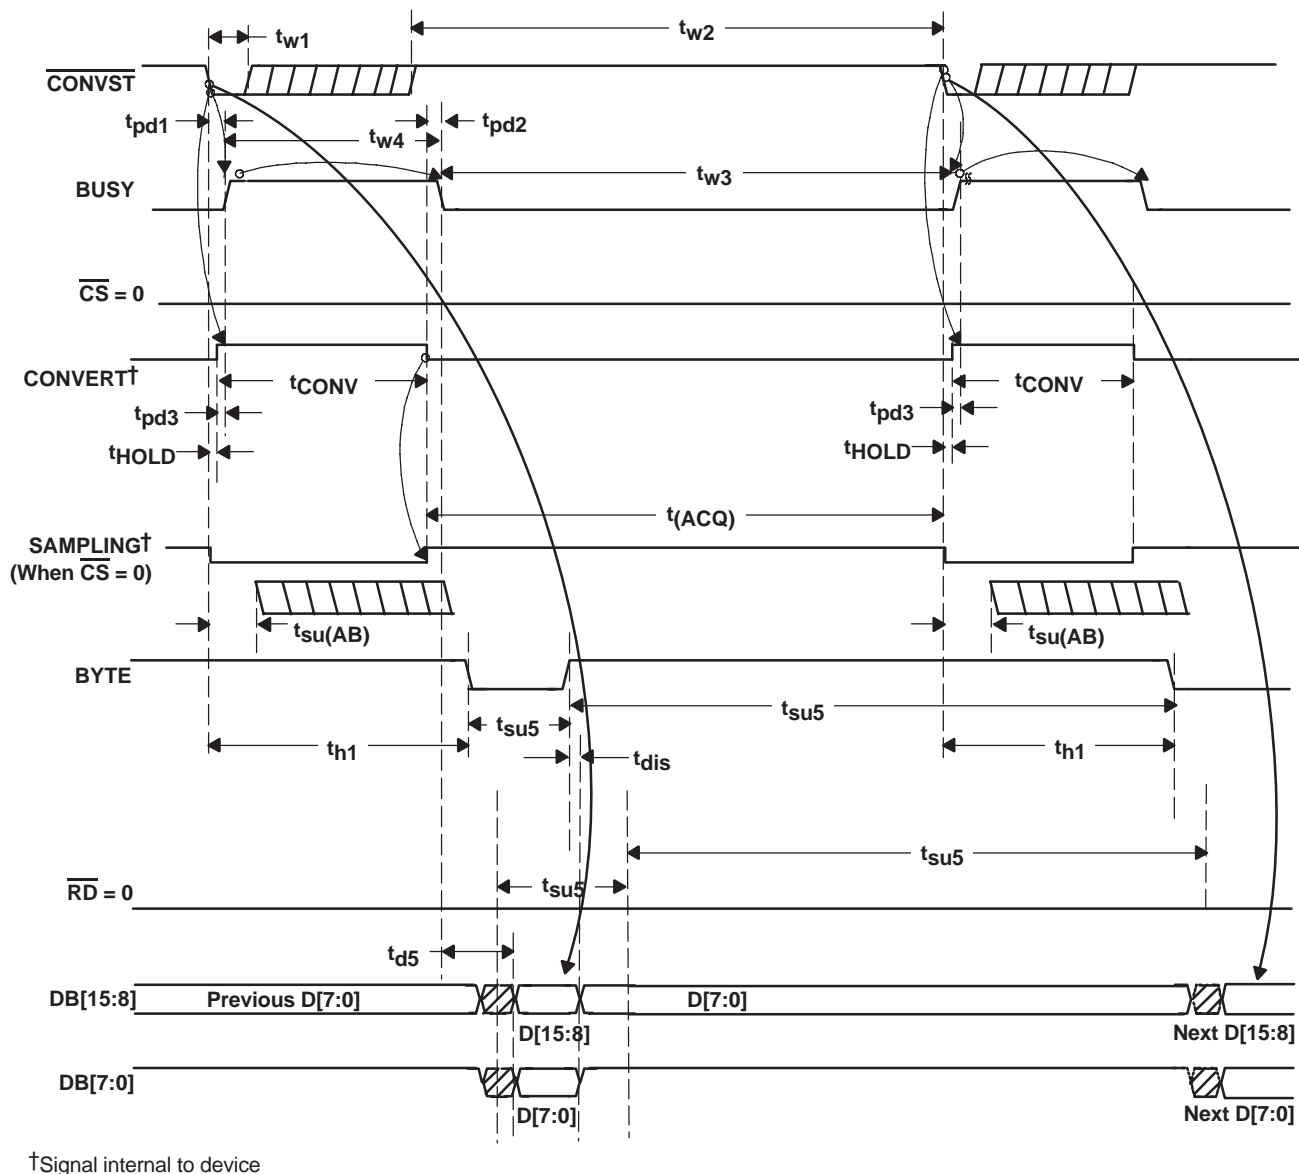 tw1
tw2
CONVST
tpd1
tw4
tpd2
tw3
BUSY
CS = 0
CONVERT†
tCONV
tCONV
tpd3
tpd3
tHOLD
tHOLD
t(ACQ)
SAMPLING†
(When CS = 0)
tsu(AB)
tsu(AB)
BYTE
tsu5
tsu5
th1
th1
tdis
tsu5
tsu5
RD = 0
td5
DB[15:8]
Previous D[7:0]
D[7:0]
D[15:8]
Next D[15:8]
DB[7:0]
D[7:0]
Next D[7:0]
†Signal internal to device